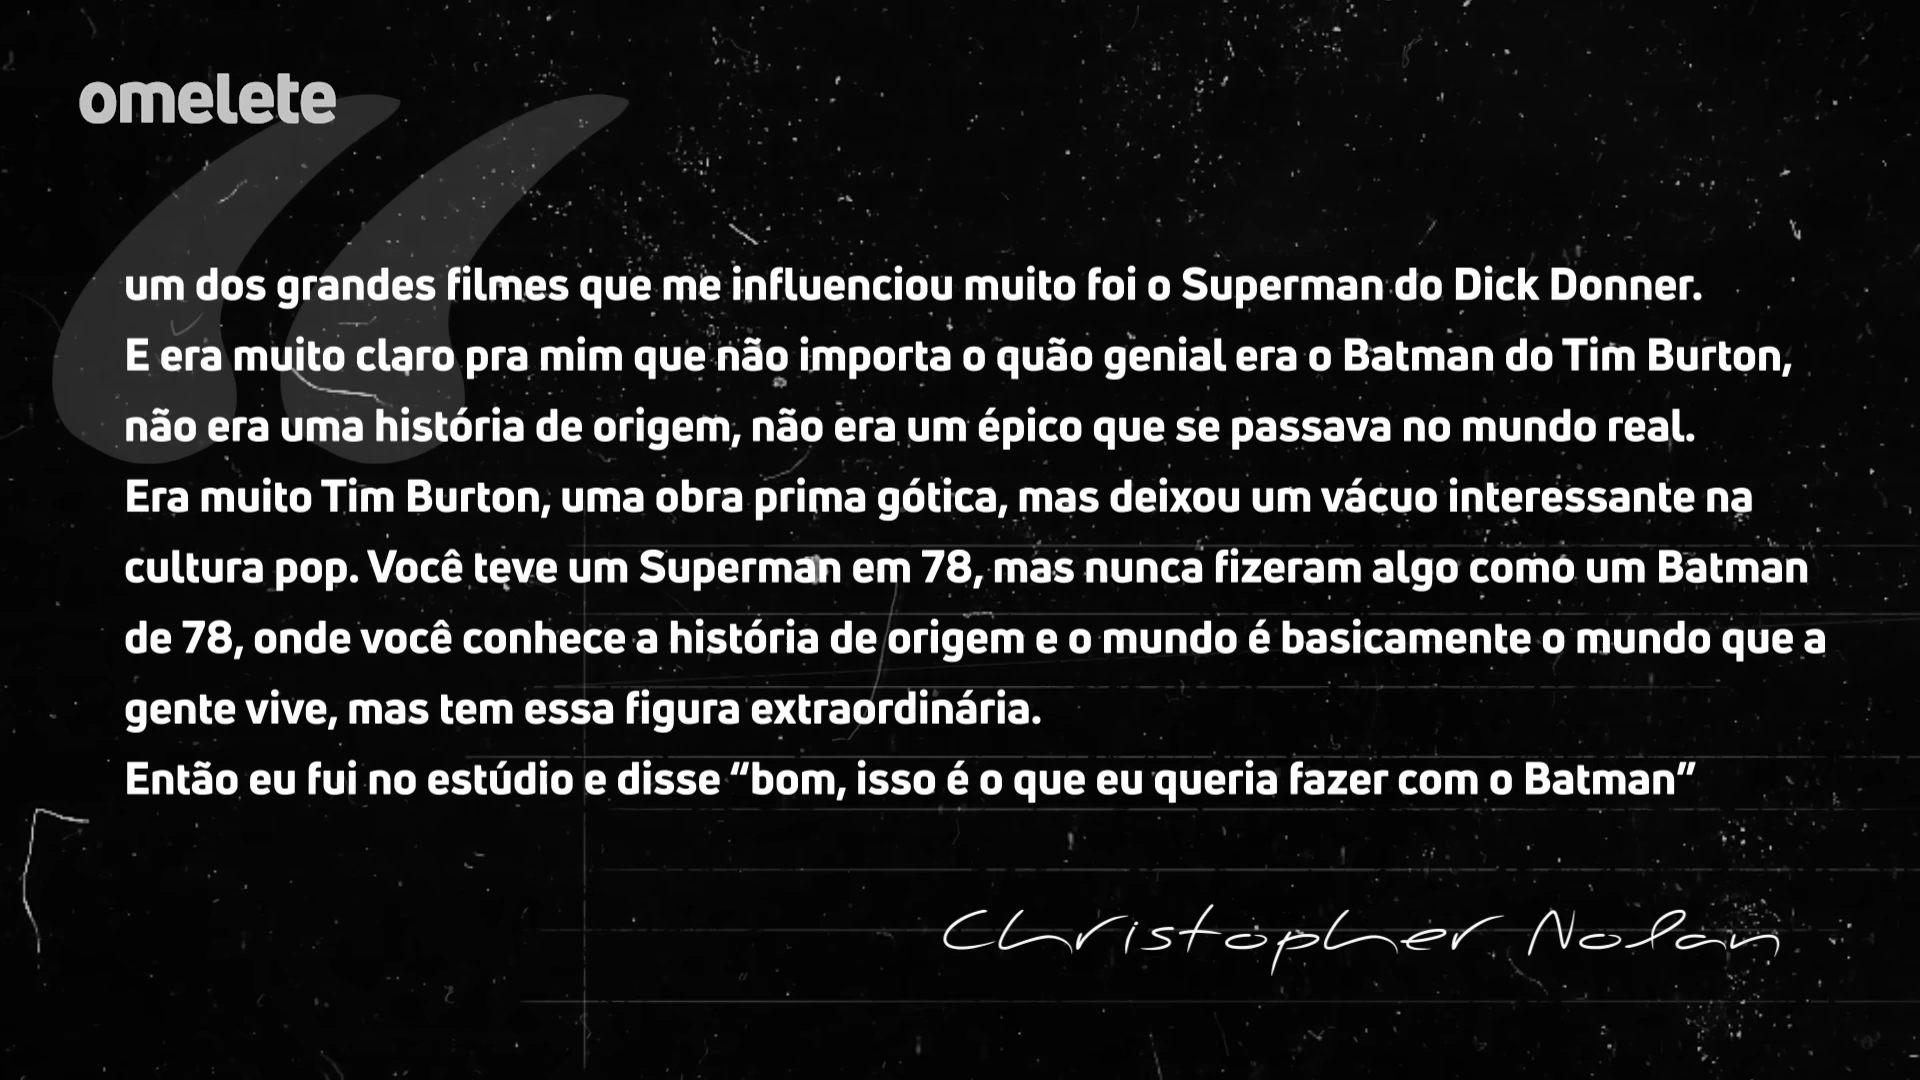 omelete
um dos grandes filmes que me influenciou muito foi o Superman do Dick Donner.
E era muito claro pra mim que não importa o quão genial era o Batman do Tim Burton,
não era uma história de origem, não era um épico que se passava no mundo real.
Era muito Tim Burton, uma obra prima gótica, mas deixou um vácuo interessante na
cultura pop. Você teve um Superman em 78, mas nunca fizeram algo como um Batman
de 78, onde você conhece a história de origem e o mundo é basicamente o mundo que a
gente vive, mas tem essa figura extraordinária.
Então eu fui no estúdio e disse “bom, isso é o que eu queria fazer com o Batman”
Christopher Nolan